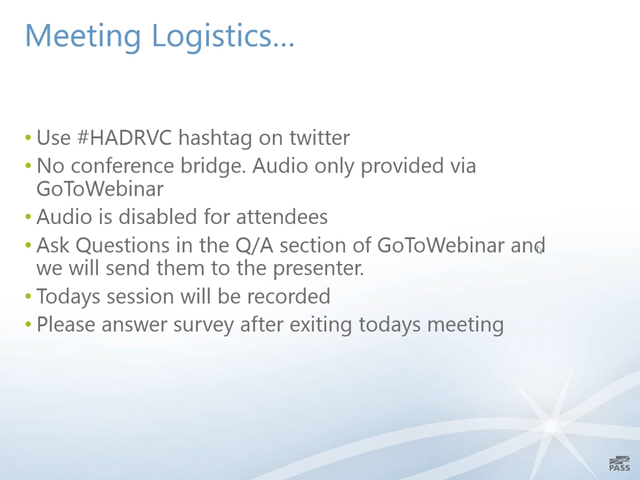 Meeting Logistics...
• Use #HADRVC hashtag on twitter
• No conference bridge. Audio only provided via
GoToWebinar
• Audio is disabled for attendees
• Ask Questions in the Q/A section of GoToWebinar and
we will send them to the presenter.
• Todays session will be recorded
• Please answer survey after exiting todays meeting
PASS